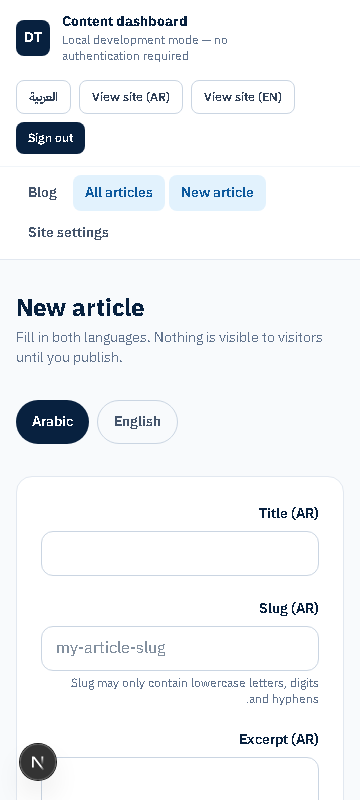 DT
Content dashboard
Local development mode — no
authentication required
العربية
View site (AR)
View site (EN)
Sign out
Blog
All articles
New article
Site settings
New article
Fill in both languages. Nothing is visible to visitors
until you publish.
Arabic
English
Title (AR)
Slug (AR)
my-article-slug
Slug may only contain lowercase letters, digits
.and hyphens
Excerpt (AR)
N